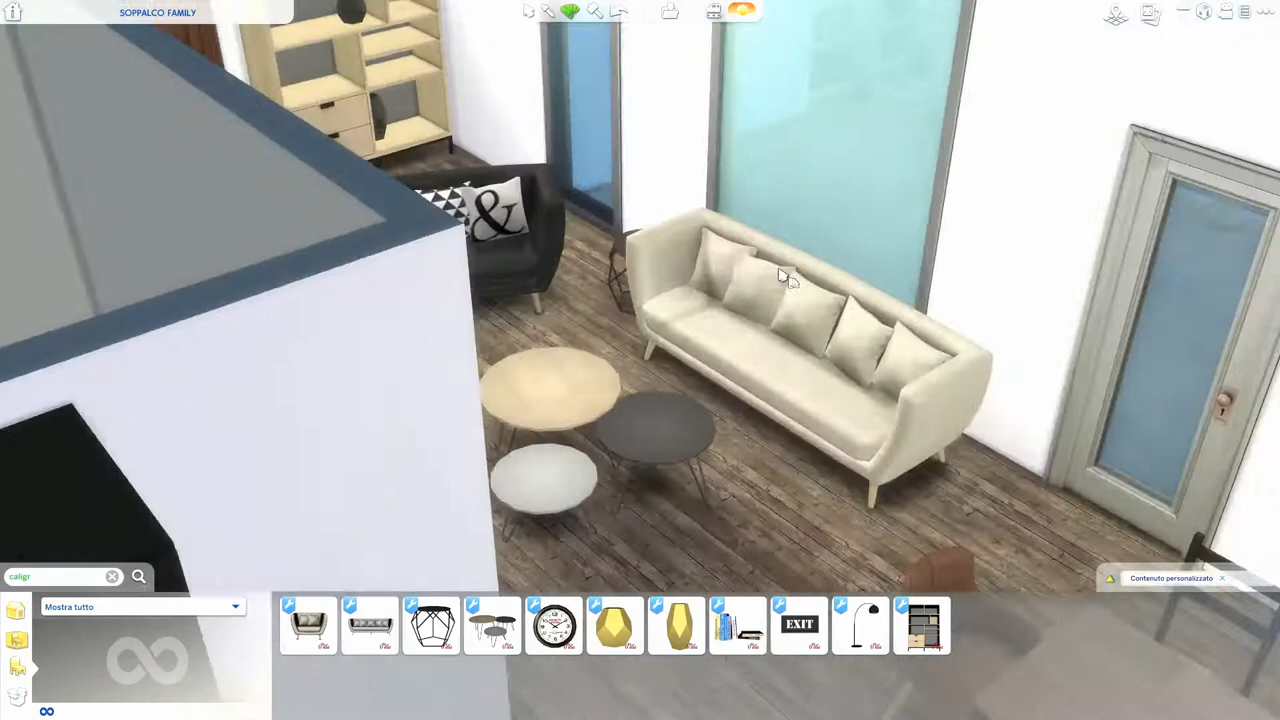 SOPPALCO FAMILY
&
caligr
Contenuto personalizzato
Mostra tutto
EXIT